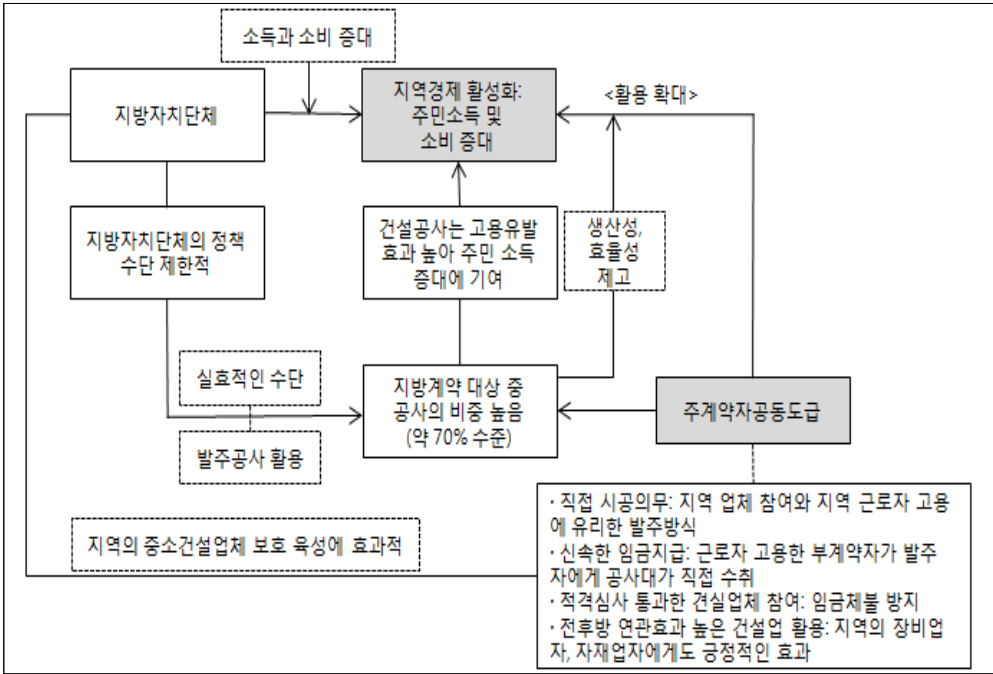 소득과 소비 증대
지방자치단체
지역경제 활성화:
주민소득 및
소비 증대
<활용 확대>
지방자치단체의 정책
수단 제한적
건설공사는 고용유발
효과 높아 주민 소득
증대에 기여
생산성,
효율성
제고
실효적인 수단
발주공사 활용
지방계약 대상 중
공사의 비중 높음
(약 70% 수준)
주계약자공동도급
지역의 중소건설업체 보호 육성에 효과적
· 직접 시공의무: 지역 업체 참여와 지역 근로자 고용
에 유리한 발주방식
· 신속한 임금지급: 근로자 고용한 부계약자가 발주
자에게 공사대가 직접 수취
· 적격심사 통과한 견실업체 참여: 임금체불 방지
· 전후방 연관효과 높은 건설업 활용: 지역의 장비업
자, 자재업자에게도 긍정적인 효과